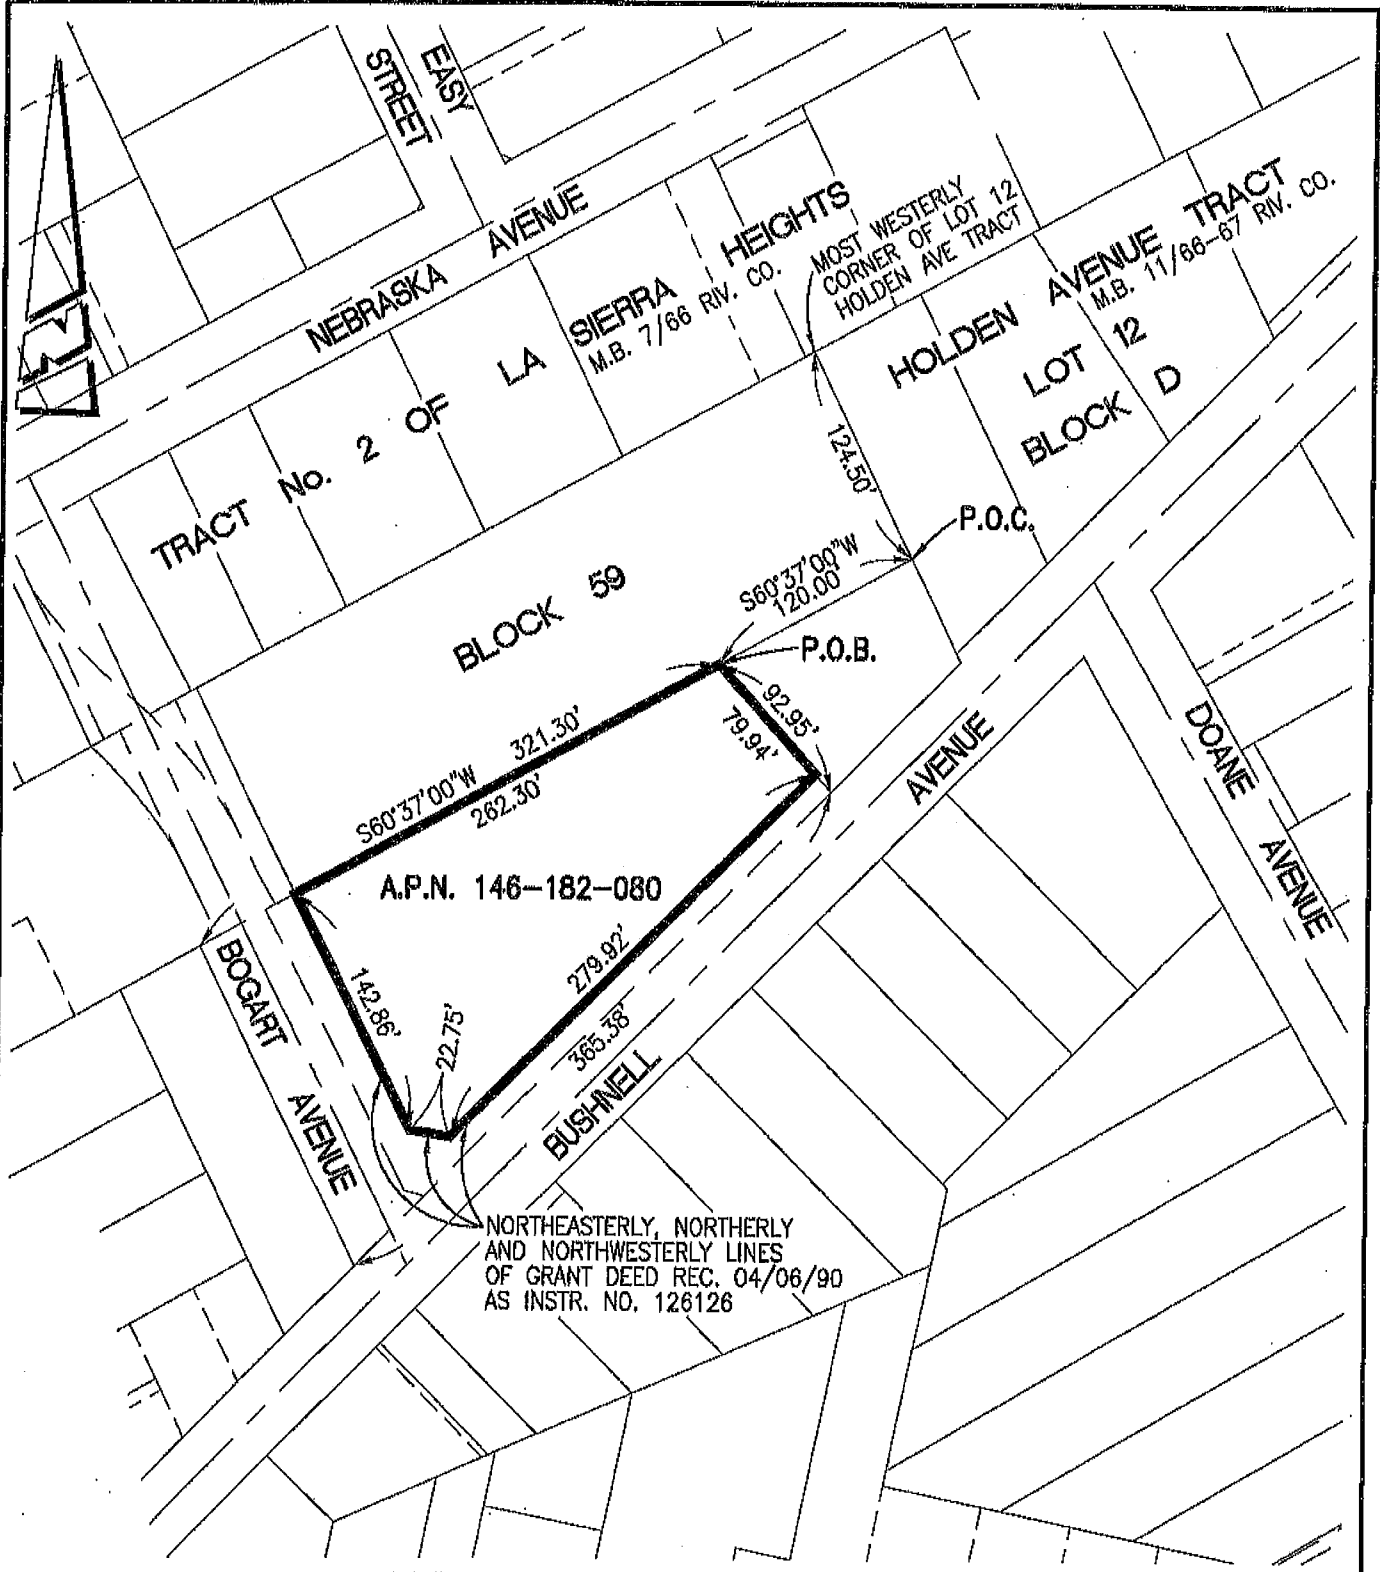 EASY
STREET
NEBRASKA AVENUE
TRACT No. 2 OF LA SIERRA HEIGHTS
M.B. 7/66 RIV. CO.
MOST WESTERLY
CORNER OF LOT 12
HOLDEN AVE TRACT
HOLDEN AVENUE TRACT
M.B. 11/66-67 RIV. CO.
LOT 12
BLOCK D
124.50'
P.O.C.
S60°37'00"W
120.00'
BLOCK 59
P.O.B.
92.95'
79.94'
321.30'
S60°37'00"W
262.30'
A.P.N. 146-182-080
DOANE AVENUE
BOGART AVENUE
142.86'
22.75'
279.92'
365.38'
BUSHNELL AVENUE
NORTHEASTERLY, NORTHERLY
AND NORTHWESTERLY LINES
OF GRANT DEED REC. 04/06/90
AS INSTR. NO. 126126
N